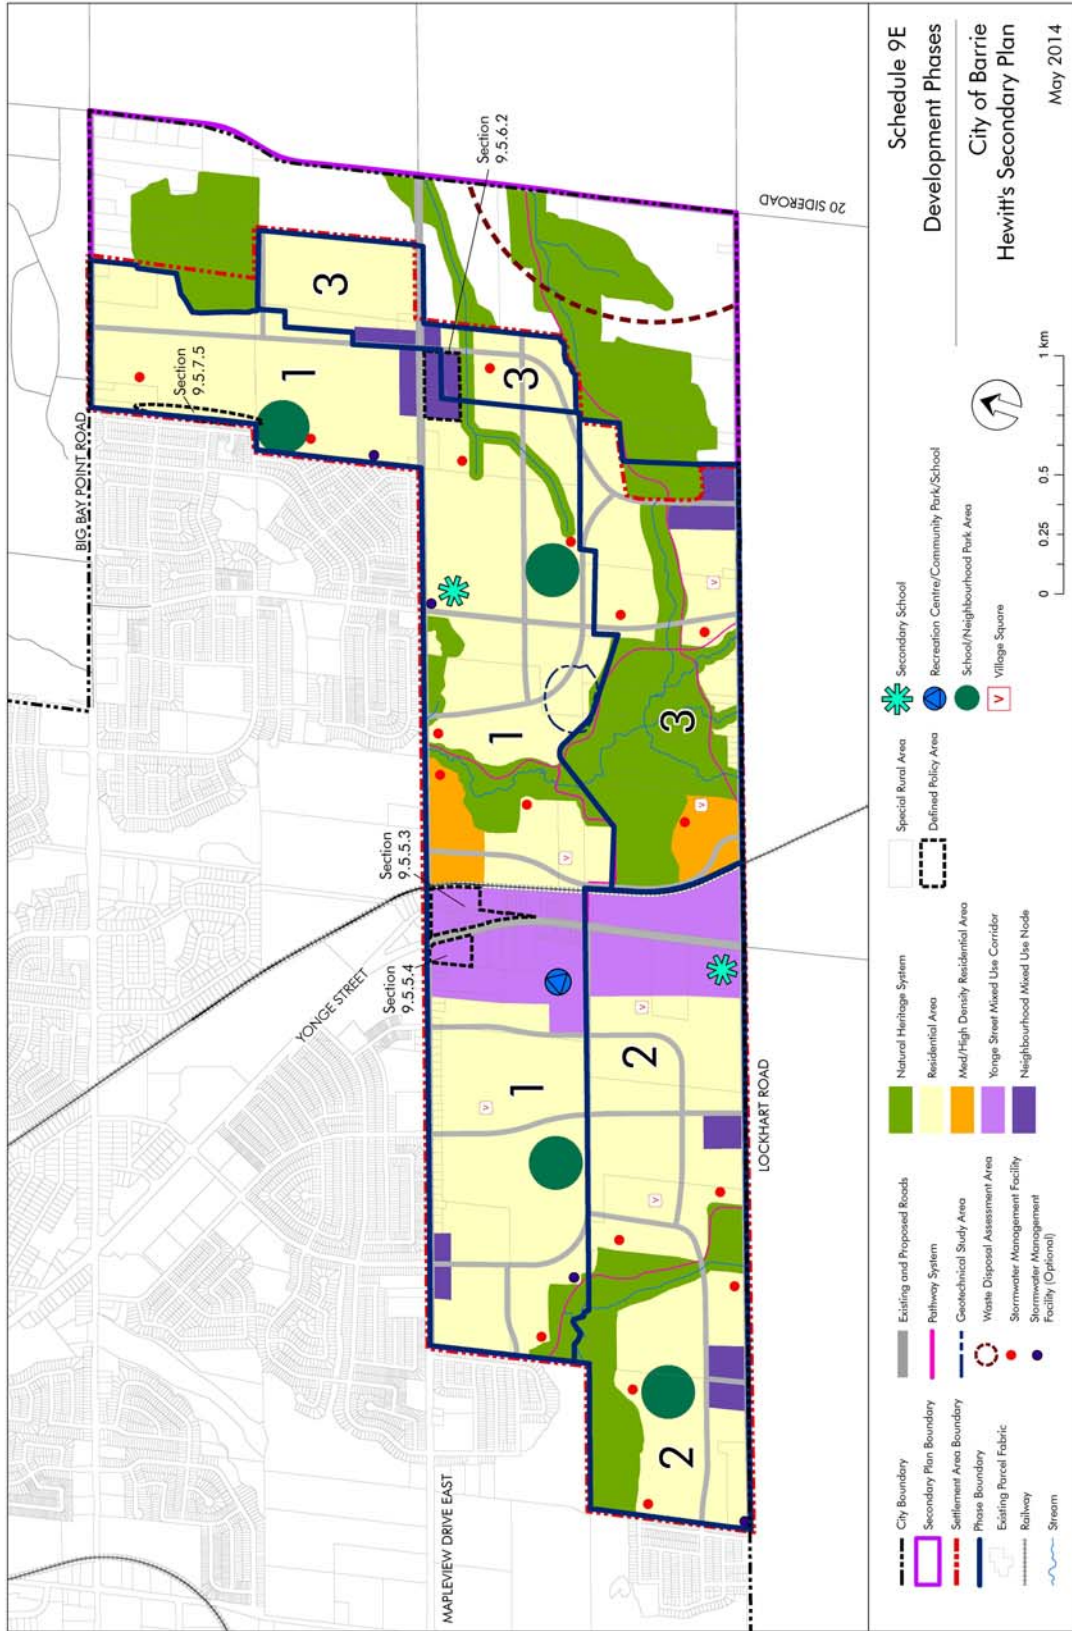 BIG BAY POINT ROAD
Section
9.5.7.5
1
3
Section
9.5.6.2
3
20 SIDEROAD
YONGE STREET
Section
9.5.5.4
Section
9.5.5.3
1
V
V
3
V
V
1
V
2
V
V
2
MAPLEVIEW DRIVE EAST
LOCKHART ROAD
City Boundary
Secondary Plan Boundary
Settlement Area Boundary
Phase Boundary
Existing Parcel Fabric
Railway
Stream
Existing and Proposed Roads
Pathway System
Geotechnical Study Area
Waste Disposal Assessment Area
Stormwater Management Facility
Stormwater Management
Facility (Optional)
Natural Heritage System
Residential Area
Med/High Density Residential Area
Yonge Street Mixed Use Corridor
Neighbourhood Mixed Use Node
Special Rural Area
Defined Policy Area
Secondary School
Recreation Centre/Community Park/School
School/Neighbourhood Park Area
V Village Square
0 0.25 0.5 1 km
Schedule 9E
Development Phases
City of Barrie
Hewitt's Secondary Plan
May 2014